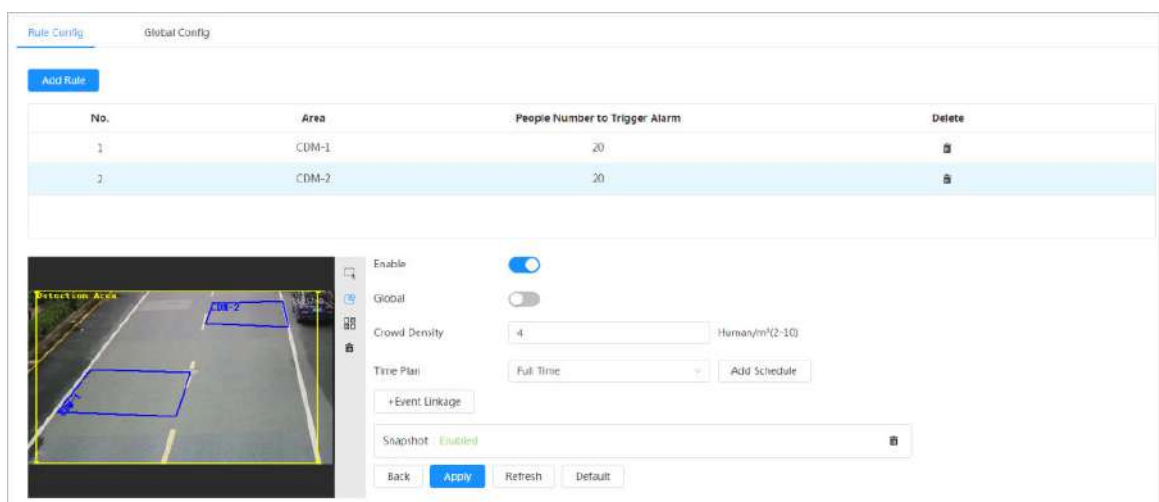 Rule Config Global Config
Add Rule
No. Area People Number to Trigger Alarm Delete
1 CDM-1 20
2 CDM-2 20
Enable
Global
Crowd Density 4 Human/m²(2-10)
Time Plan Full Time Add Schedule
+Event Linkage
Snapshot Enabled
Back Apply Refresh Default
Detection Area
CDM-2